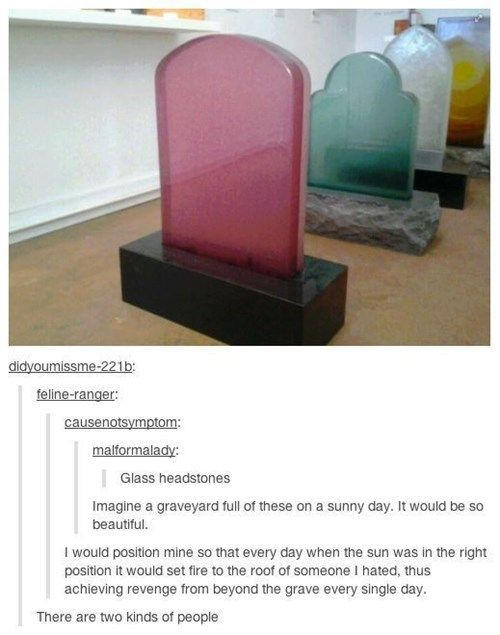 didyoumissme-221b:
feline-ranger:
causenotsymptom:
malformalady:
Glass headstones
Imagine a graveyard full of these on a sunny day. It would be so
beautiful.
I would position mine so that every day when the sun was in the right
position it would set fire to the roof of someone I hated, thus
achieving revenge from beyond the grave every single day.
There are two kinds of people